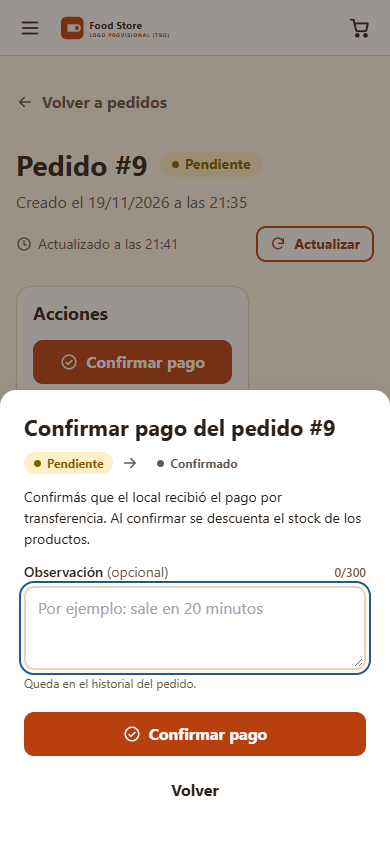 Food Store
LOGO PROVISIONAL (TBD)
Volver a pedidos
Pedido #9
Pendiente
Creado el 19/11/2026 a las 21:35
Actualizado a las 21:41
Actualizar
Acciones
Confirmar pago
Confirmar pago del pedido #9
Pendiente → Confirmado
Confirmás que el local recibió el pago por
transferencia. Al confirmar se descuenta el stock de los
productos.
Observación (opcional)
0/300
Por ejemplo: sale en 20 minutos
Queda en el historial del pedido.
Confirmar pago
Volver